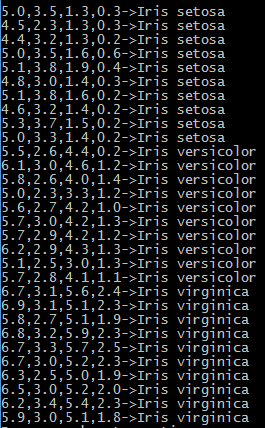 5.0,3.5,1.3,0.3->Iris setosa
4.5,2.3,1.3,0.3->Iris setosa
4.4,3.2,1.3,0.2->Iris setosa
5.0,3.5,1.6,0.6->Iris setosa
5.1,3.8,1.9,0.4->Iris setosa
4.8,3.0,1.4,0.3->Iris setosa
5.1,3.8,1.6,0.2->Iris setosa
4.6,3.2,1.4,0.2->Iris setosa
5.3,3.7,1.5,0.2->Iris setosa
5.0,3.3,1.4,0.2->Iris setosa
5.5,2.6,4.4,0.2->Iris versicolor
6.1,3.0,4.6,1.2->Iris versicolor
5.8,2.6,4.0,1.4->Iris versicolor
5.0,2.3,3.3,1.2->Iris versicolor
5.6,2.7,4.2,1.0->Iris versicolor
5.7,3.0,4.2,1.3->Iris versicolor
5.7,2.9,4.2,1.2->Iris versicolor
6.2,2.9,4.3,1.3->Iris versicolor
5.1,2.5,3.0,1.3->Iris versicolor
5.7,2.8,4.1,1.1->Iris versicolor
6.7,3.1,5.6,2.4->Iris virginica
6.9,3.1,5.1,2.3->Iris virginica
5.8,2.7,5.1,1.9->Iris virginica
6.8,3.2,5.9,2.3->Iris virginica
6.7,3.3,5.7,2.5->Iris virginica
6.7,3.0,5.2,2.3->Iris virginica
6.3,2.5,5.0,1.9->Iris virginica
6.5,3.0,5.2,2.0->Iris virginica
6.2,3.4,5.4,2.3->Iris virginica
5.9,3.0,5.1,1.8->Iris virginica